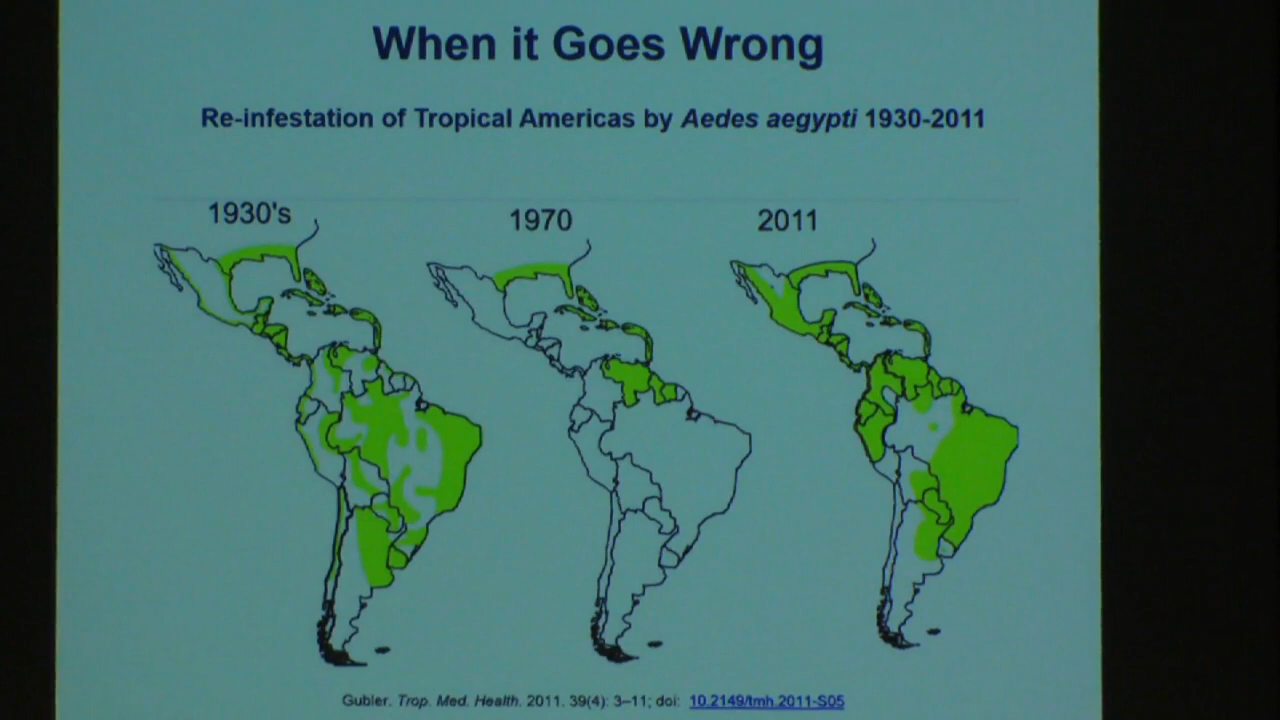 When it Goes Wrong
Re-infestation of Tropical Americas by Aedes aegypti 1930-2011
1930's 1970 2011
Gubler. Trop. Med. Health. 2011. 39(4): 3–11; doi: 10.2149/tmh.2011-S05